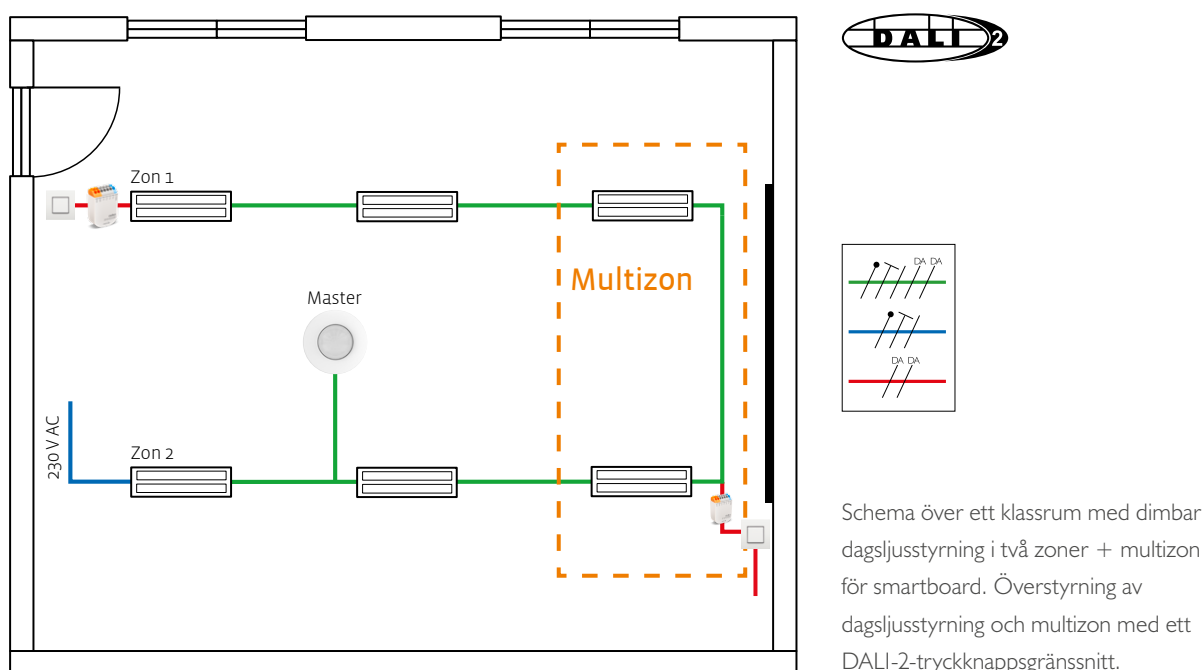 DALI 2
Zon 1
Multizon
Master
230 V AC
Zon 2
DA DA
DA DA
Schema över ett klassrum med dimbar
dagsljusstyrning i två zoner + multizon
för smartboard. Överstyrning av
dagsljusstyrning och multizon med ett
DALI-2-tryckknappsgränssnitt.